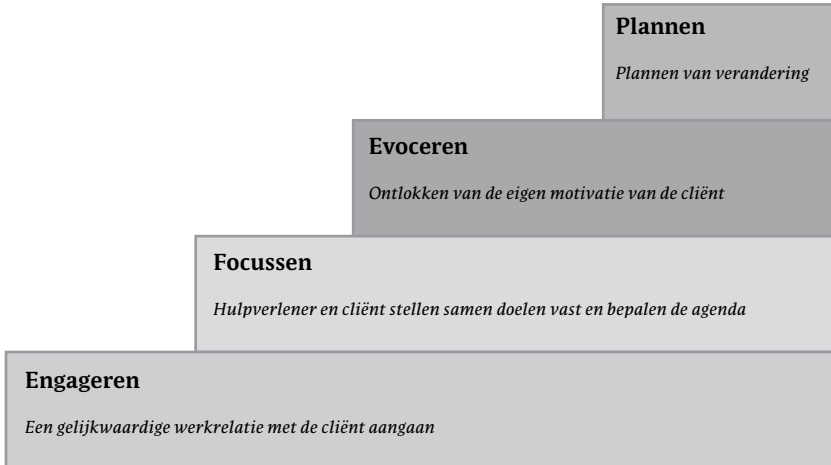 Plannen
Plannen van verandering
Evoceren
Ontlokken van de eigen motivatie van de cliënt
Focussen
Hulpverlener en cliënt stellen samen doelen vast en bepalen de agenda
Engageren
Een gelijkwaardige werkrelatie met de cliënt aangaan